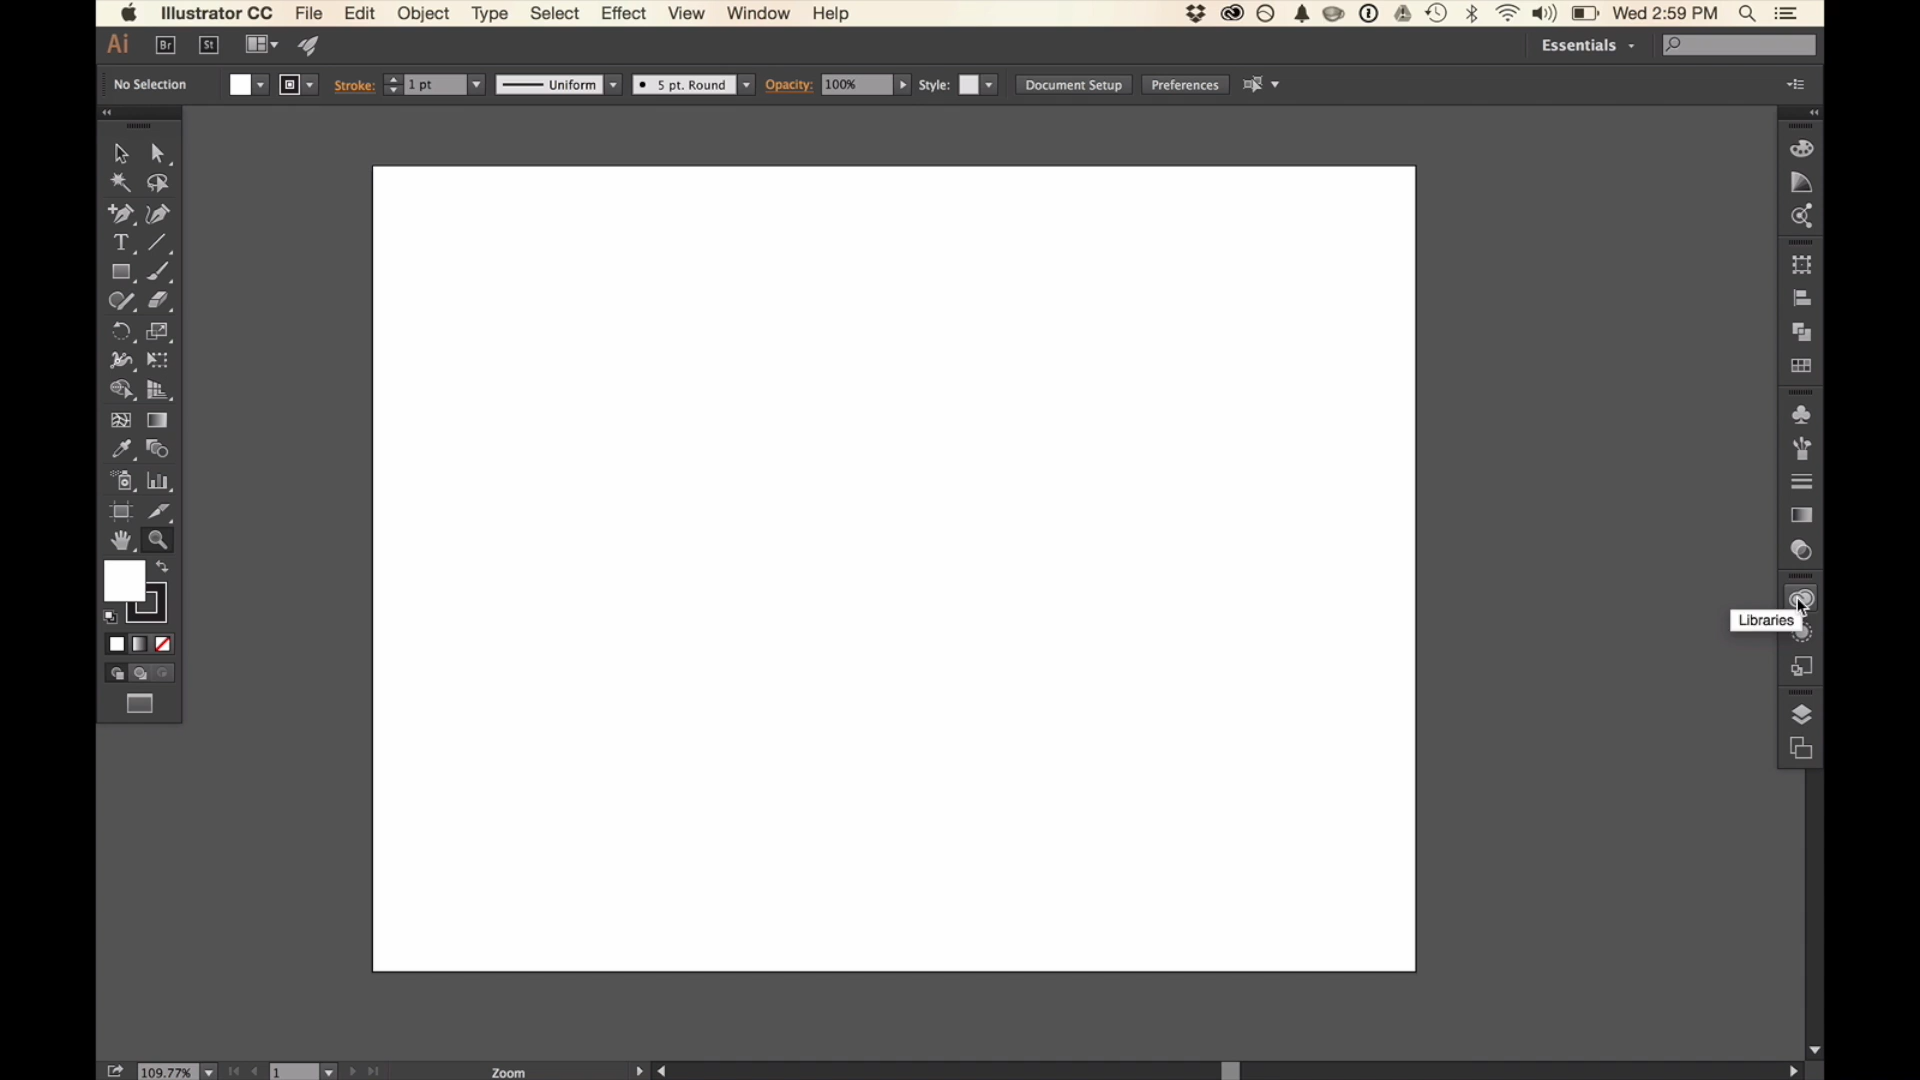 Illustrator CC File Edit Object Type Select Effect View Window Help Wed 2:59 PM
Ai Br St Essentials
No Selection Stroke: 1 pt Uniform 5 pt. Round Opacity: 100% Style: Document Setup Preferences
T
Libraries
109.77% 1 Zoom